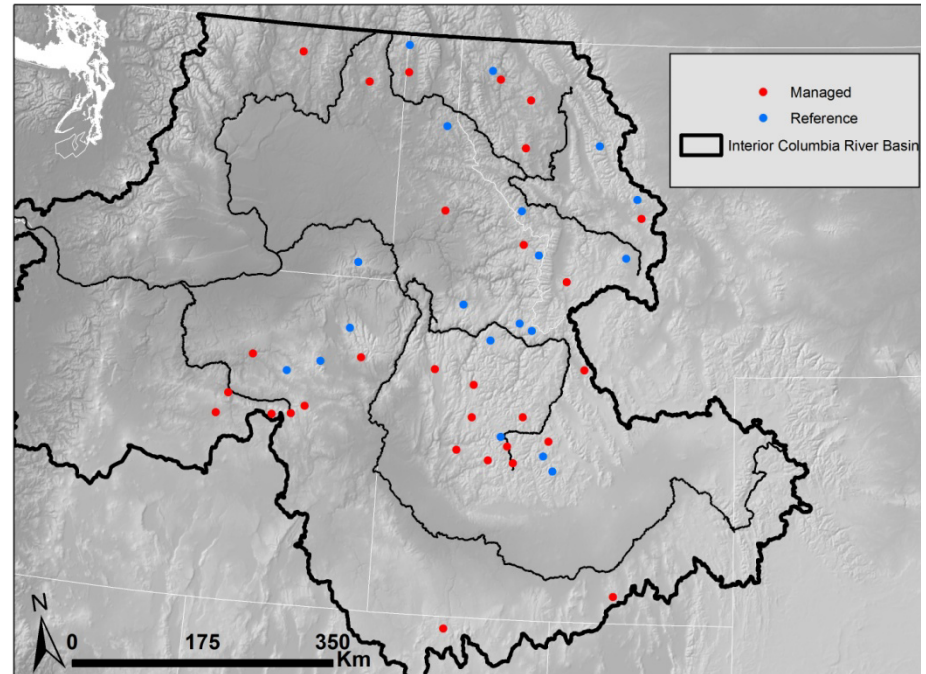 Managed
Reference
Interior Columbia River Basin
N
0 175 350
Km